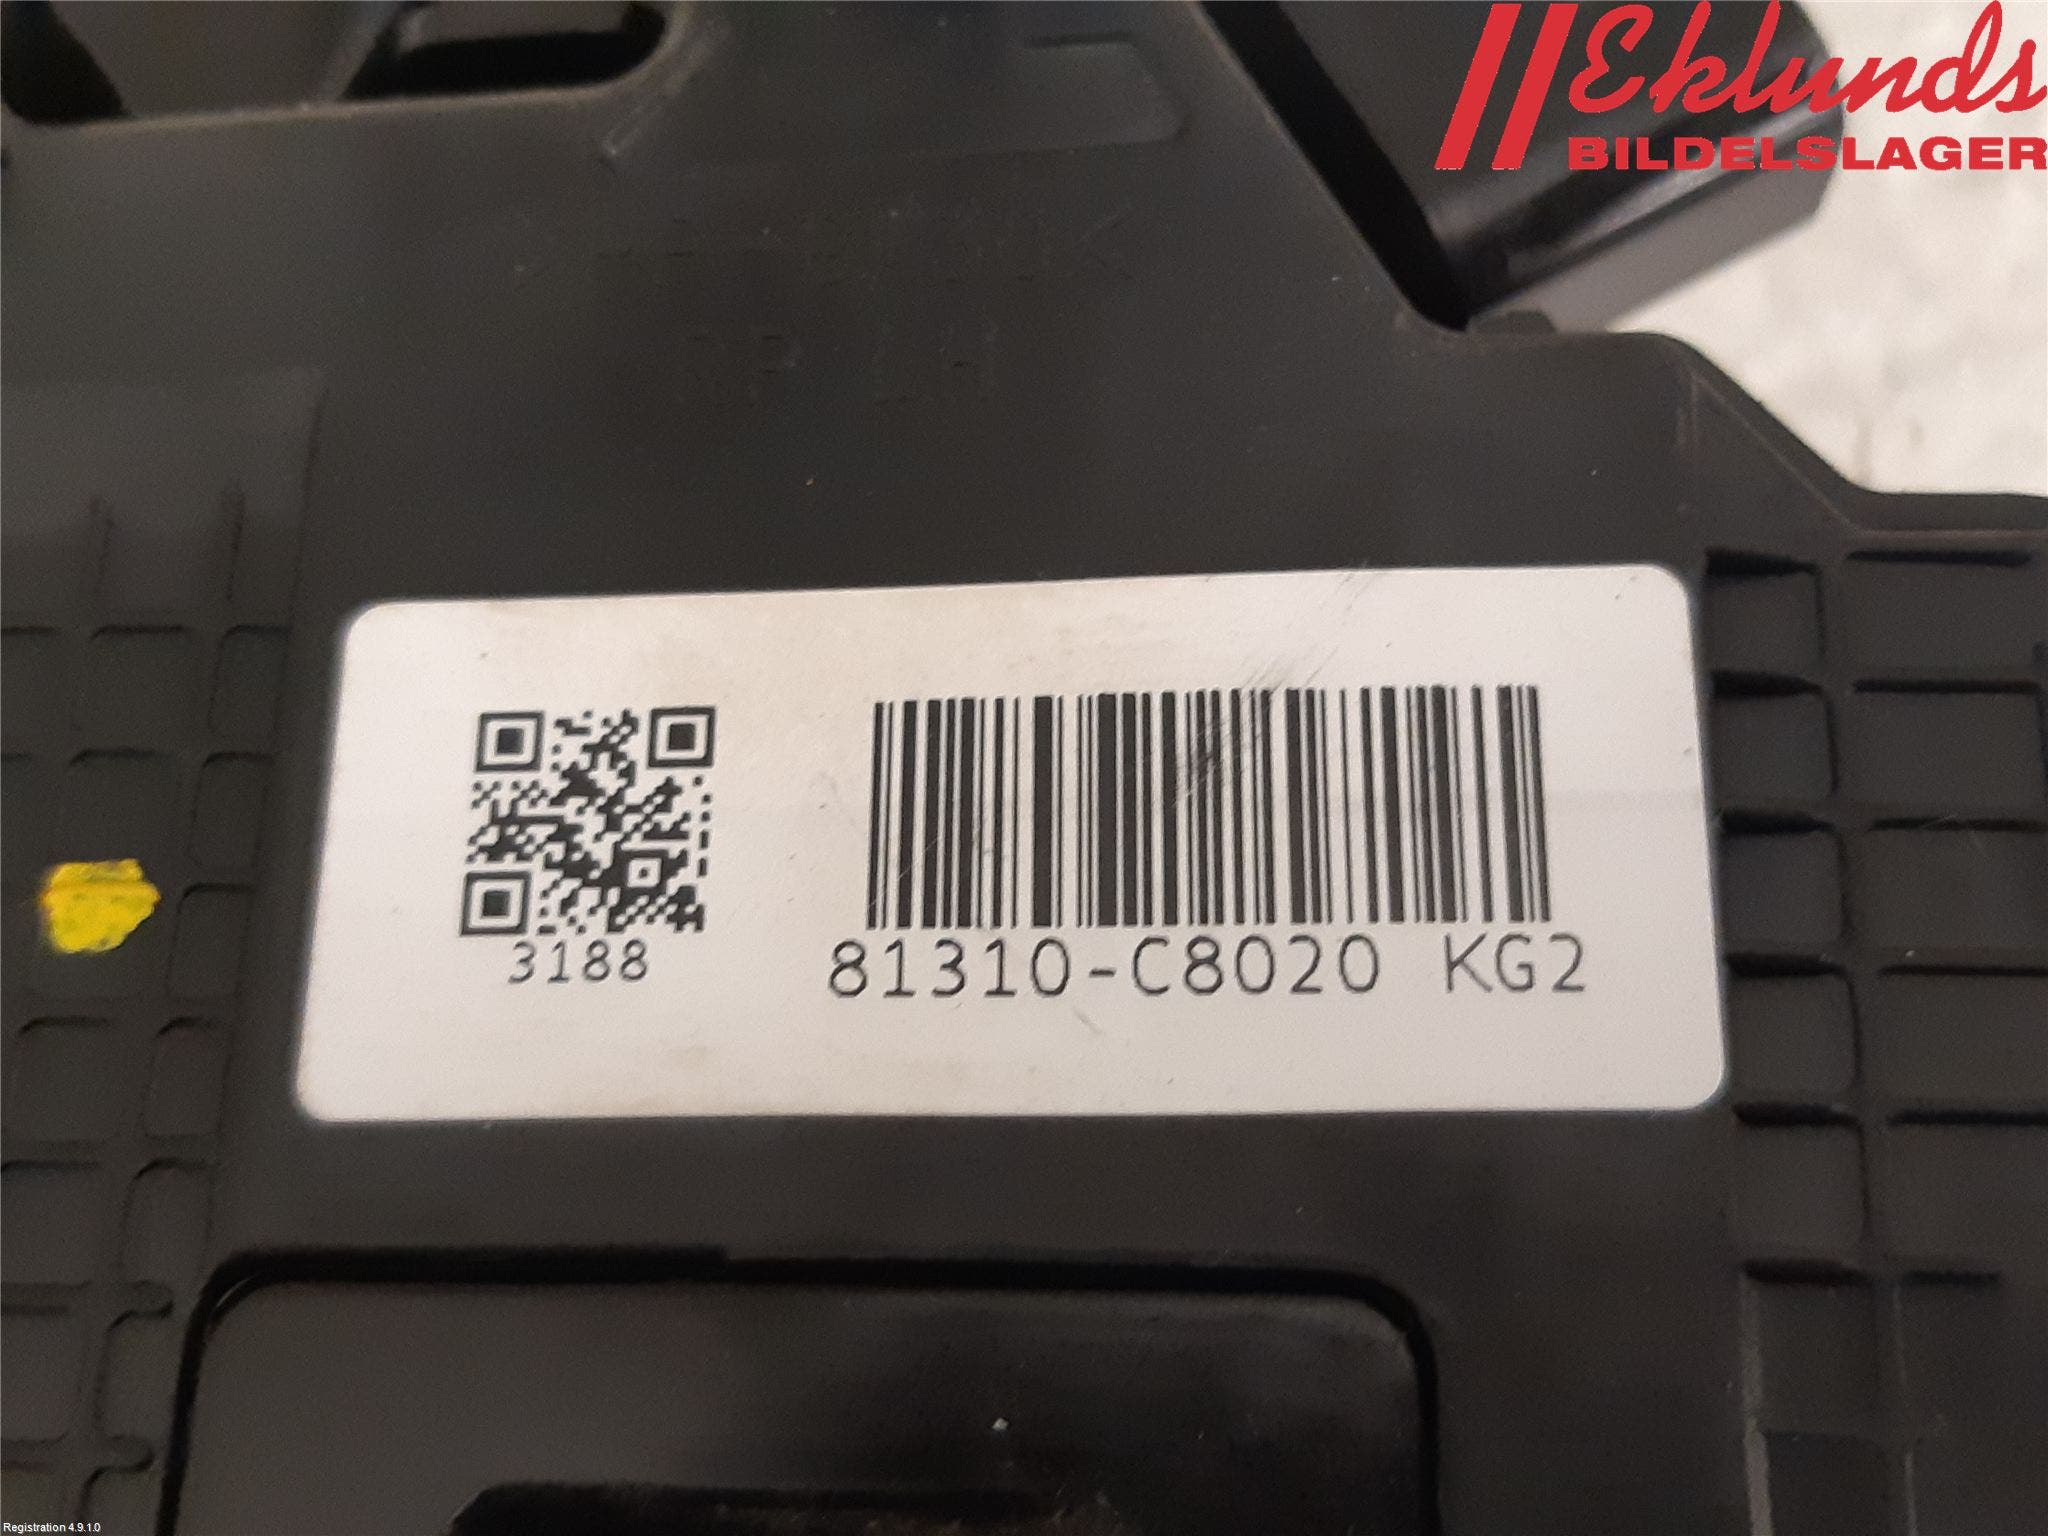 Eklunds
BILDELSLAGER
3188
81310-C8020 KG2
Registration 4.9.1.0